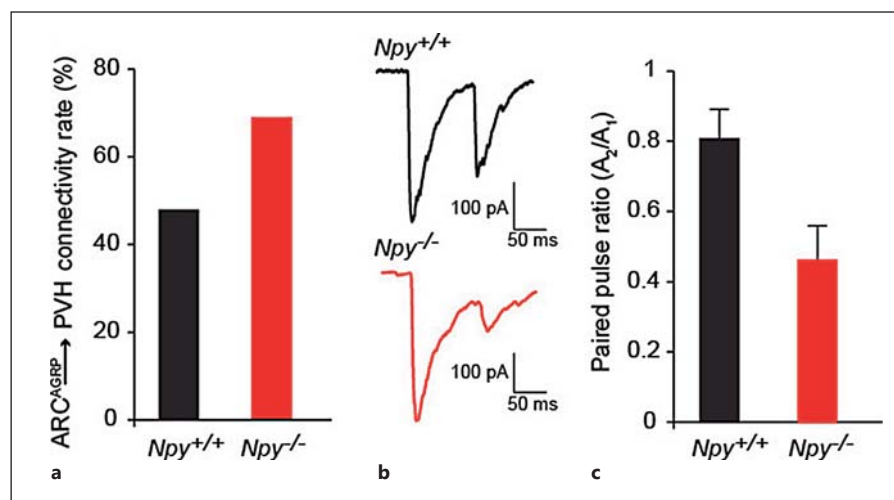 ARC^AGRP → PVH connectivity rate (%)
80
60
40
20
0
Npy+/+
Npy-/-
a
Npy+/+
100 pA
50 ms
Npy-/-
100 pA
50 ms
b
Paired pulse ratio (A2/A1)
1
0.8
0.6
0.4
0.2
0
Npy+/+
Npy-/-
c